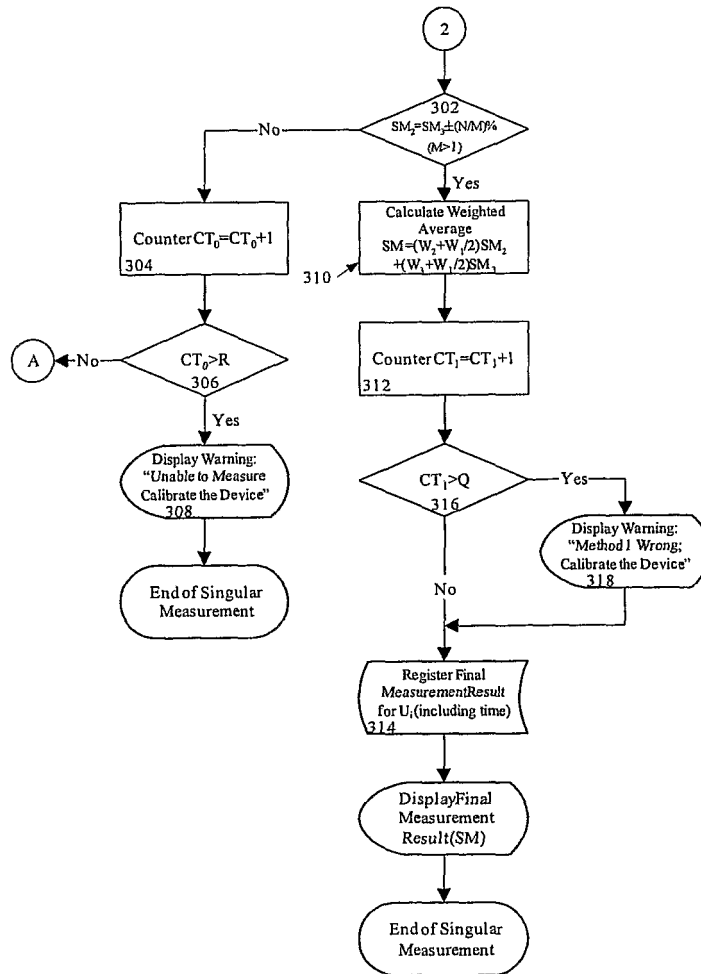 2
302
SM₂=SM₃±(N/M)%
(M>1)
No
Yes
Counter CT₀=CT₀+1
304
Calculate Weighted
Average
SM=(W₂+W₁/2)SM₂
+(W₃+W₁/2)SM₃
310
A
No
CT₀>R
306
Yes
Counter CT₁=CT₁+1
312
Display Warning:
"Unable to Measure
Calibrate the Device"
308
CT₁>Q
316
Yes
No
Display Warning:
"Method 1 Wrong;
Calibrate the Device"
318
End of Singular
Measurement
Register Final
MeasurementResult
for Uᵢ(including time)
314
DisplayFinal
Measurement
Result(SM)
End of Singular
Measurement